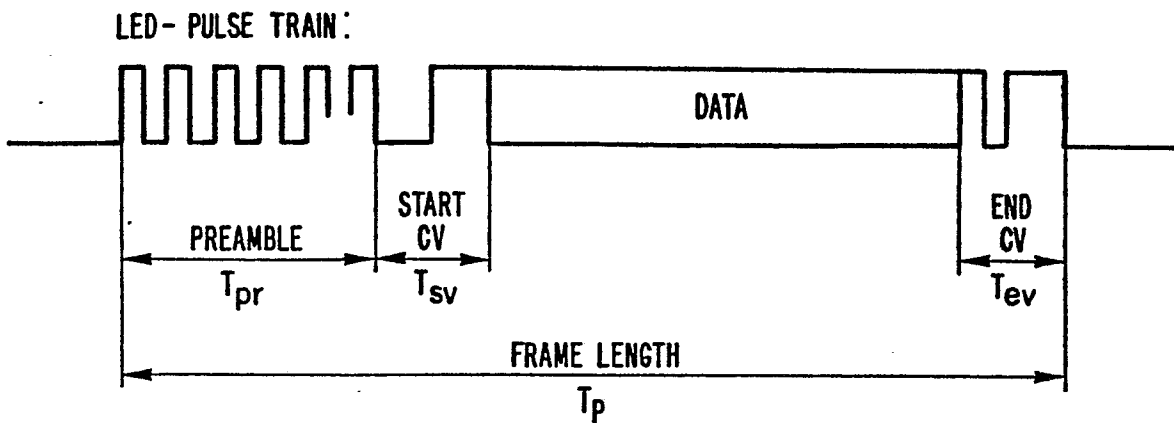 LED-PULSE TRAIN:
DATA
START
CV
END
CV
PREAMBLE
Tpr
Tsv
Tev
FRAME LENGTH
Tp